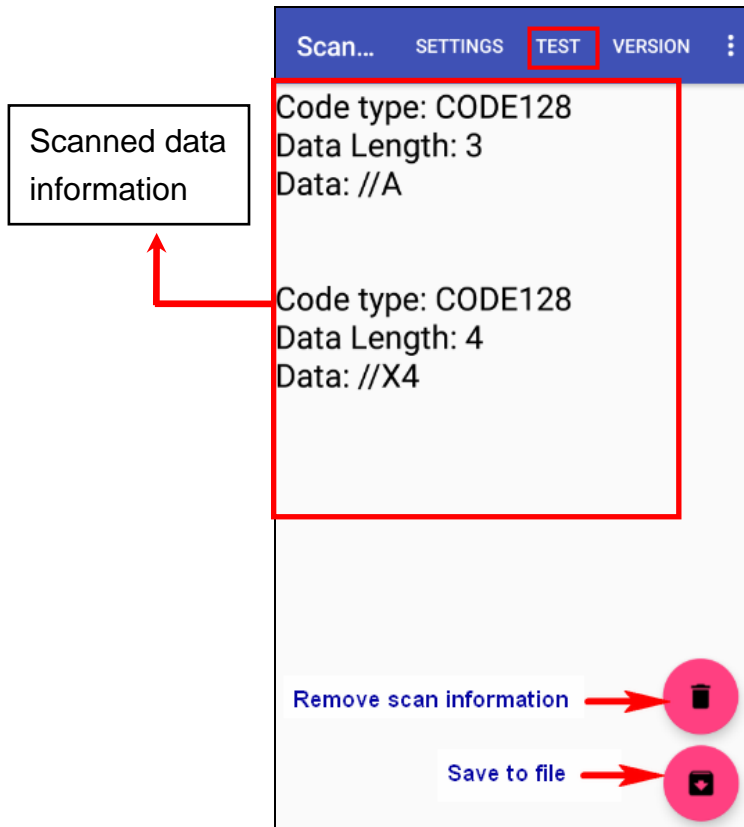 Scan... SETTINGS TEST VERSION
Code type: CODE128
Data Length: 3
Data: //A
Scanned data
information
Code type: CODE128
Data Length: 4
Data: //X4
Remove scan information
Save to file